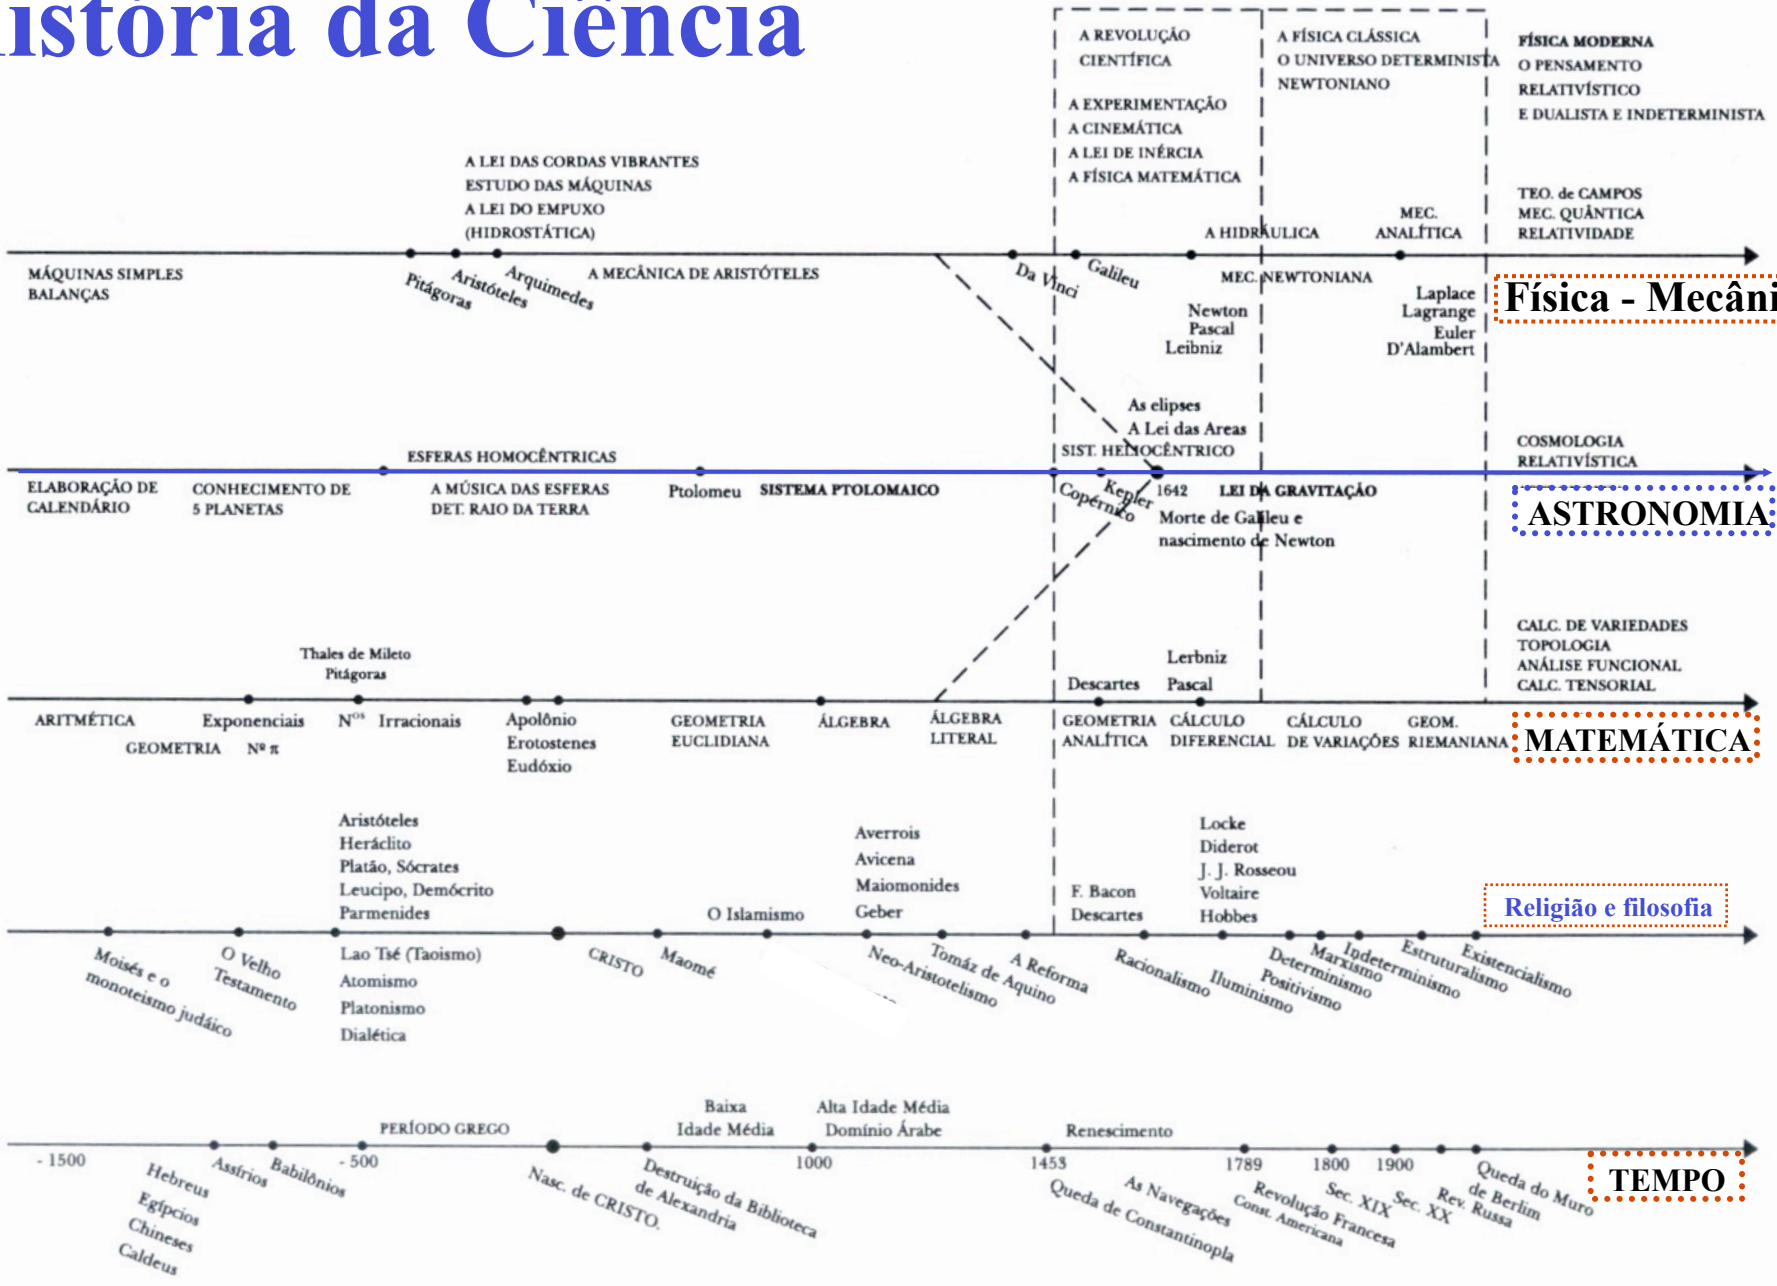 istória da Ciência
A REVOLUÇÃO
CIENTÍFICA
A EXPERIMENTAÇÃO
A CINEMÁTICA
A LEI DE INÉRCIA
A FÍSICA MATEMÁTICA
A FÍSICA CLÁSSICA
O UNIVERSO DETERMINISTA
NEWTONIANO
FÍSICA MODERNA
O PENSAMENTO
RELATIVÍSTICO
E DUALISTA E INDETERMINISTA
A LEI DAS CORDAS VIBRANTES
ESTUDO DAS MÁQUINAS
A LEI DO EMPUXO
(HIDROSTÁTICA)
A HIDRÁULICA
MEC.
ANALÍTICA
TEO. de CAMPOS
MEC. QUÂNTICA
RELATIVIDADE
MÁQUINAS SIMPLES
BALANÇAS
Pitágoras
Aristóteles
Arquimedes
A MECÂNICA DE ARISTÓTELES
Da Vinci
Galileu
MEC. NEWTONIANA
Newton
Pascal
Leibniz
Laplace
Lagrange
Euler
D'Alambert
Física - Mecâni
As elipses
A Lei das Areas
SIST. HELIOCÊNTRICO
ESFERAS HOMOCÊNTRICAS
COSMOLOGIA
RELATIVÍSTICA
ELABORAÇÃO DE
CALENDÁRIO
CONHECIMENTO DE
5 PLANETAS
A MÚSICA DAS ESFERAS
DET. RAIO DA TERRA
Ptolomeu
SISTEMA PTOLOMAICO
Copérnico
Kepler
1642
LEI DA GRAVITAÇÃO
Morte de Galileu e
nascimento de Newton
ASTRONOMIA
Thales de Mileto
Pitágoras
Descartes
Lerbniz
Pascal
CALC. DE VARIEDADES
TOPOLOGIA
ANÁLISE FUNCIONAL
CALC. TENSORIAL
ARITMÉTICA
GEOMETRIA
Exponenciais
Nº π
Nos Irracionais
Apolônio
Erotostenes
Eudóxio
GEOMETRIA
EUCLIDIANA
ÁLGEBRA
ÁLGEBRA
LITERAL
GEOMETRIA
ANALÍTICA
CÁLCULO
DIFERENCIAL
CÁLCULO
DE VARIAÇÕES
GEOM.
RIEMANIANA
MATEMÁTICA
Aristóteles
Heráclito
Platão, Sócrates
Leucipo, Demócrito
Parmenides
O Islamismo
Averrois
Avicena
Maiomonides
Geber
F. Bacon
Descartes
Locke
Diderot
J. J. Rosseou
Voltaire
Hobbes
Religião e filosofia
Moisés e o
monoteismo judáico
O Velho
Testamento
Lao Tsé (Taoismo)
Atomismo
Platonismo
Dialética
CRISTO
Maomé
Neo-Aristotelismo
Tomáz de Aquino
A Reforma
Racionalismo
Iluminismo
Positivismo
Determinismo
Marxismo
Indeterminismo
Estruturalismo
Existencialismo
PERÍODO GREGO
Baixa
Idade Média
Alta Idade Média
Domínio Árabe
Renescimento
- 1500
- 500
1000
1453
1789
1800
1900
Hebreus
Egípcios
Chineses
Caldeus
Assírios
Babilônios
Nasc. de CRISTO.
Destruição da Biblioteca
de Alexandria
Queda de Constantinopla
As Navegações
Revolução Francesa
Const. Americana
Sec. XIX
Sec. XX
Rev. Russa
Queda do Muro
de Berlim
TEMPO